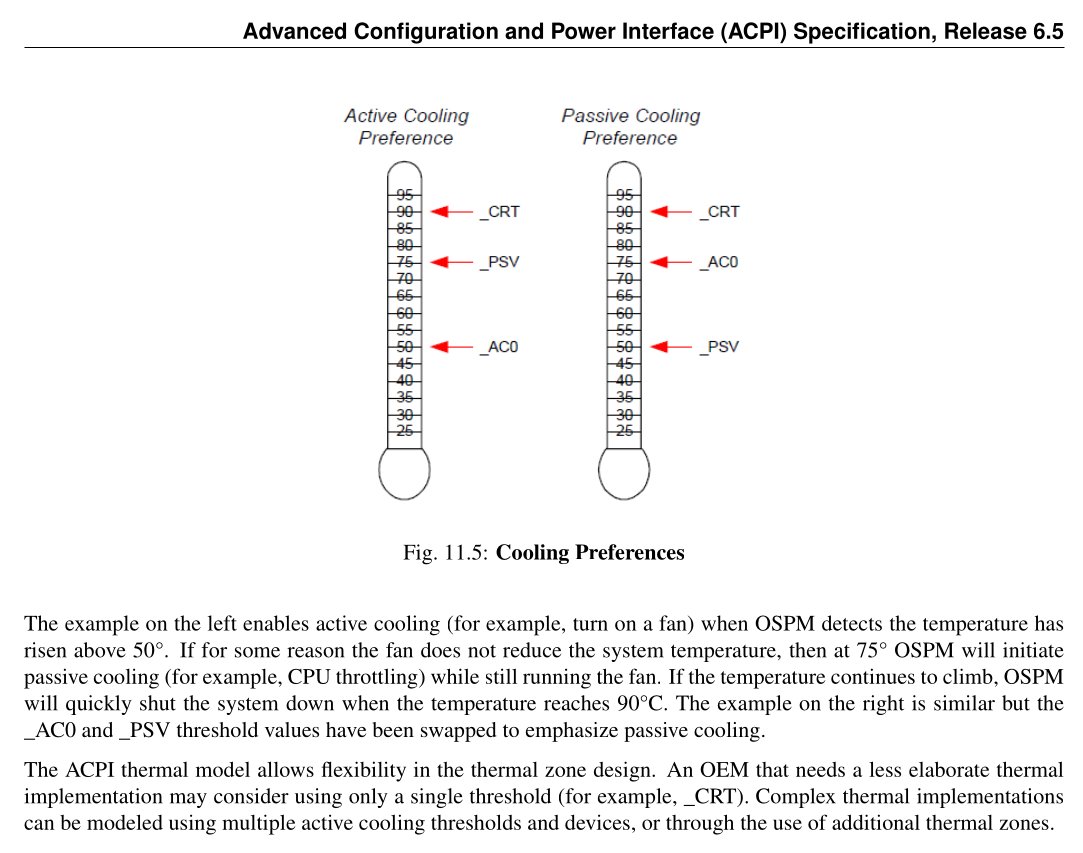 Advanced Configuration and Power Interface (ACPI) Specification, Release 6.5
Active Cooling
Preference
95
90
85
80
75
70
65
60
55
50
45
40
35
30
25
_CRT
_PSV
_AC0
Passive Cooling
Preference
95
90
85
80
75
70
65
60
55
50
45
40
35
30
25
_CRT
_AC0
_PSV
Fig. 11.5: Cooling Preferences
The example on the left enables active cooling (for example, turn on a fan) when OSPM detects the temperature has
risen above 50°. If for some reason the fan does not reduce the system temperature, then at 75° OSPM will initiate
passive cooling (for example, CPU throttling) while still running the fan. If the temperature continues to climb, OSPM
will quickly shut the system down when the temperature reaches 90°C. The example on the right is similar but the
_AC0 and _PSV threshold values have been swapped to emphasize passive cooling.
The ACPI thermal model allows flexibility in the thermal zone design. An OEM that needs a less elaborate thermal
implementation may consider using only a single threshold (for example, _CRT). Complex thermal implementations
can be modeled using multiple active cooling thresholds and devices, or through the use of additional thermal zones.